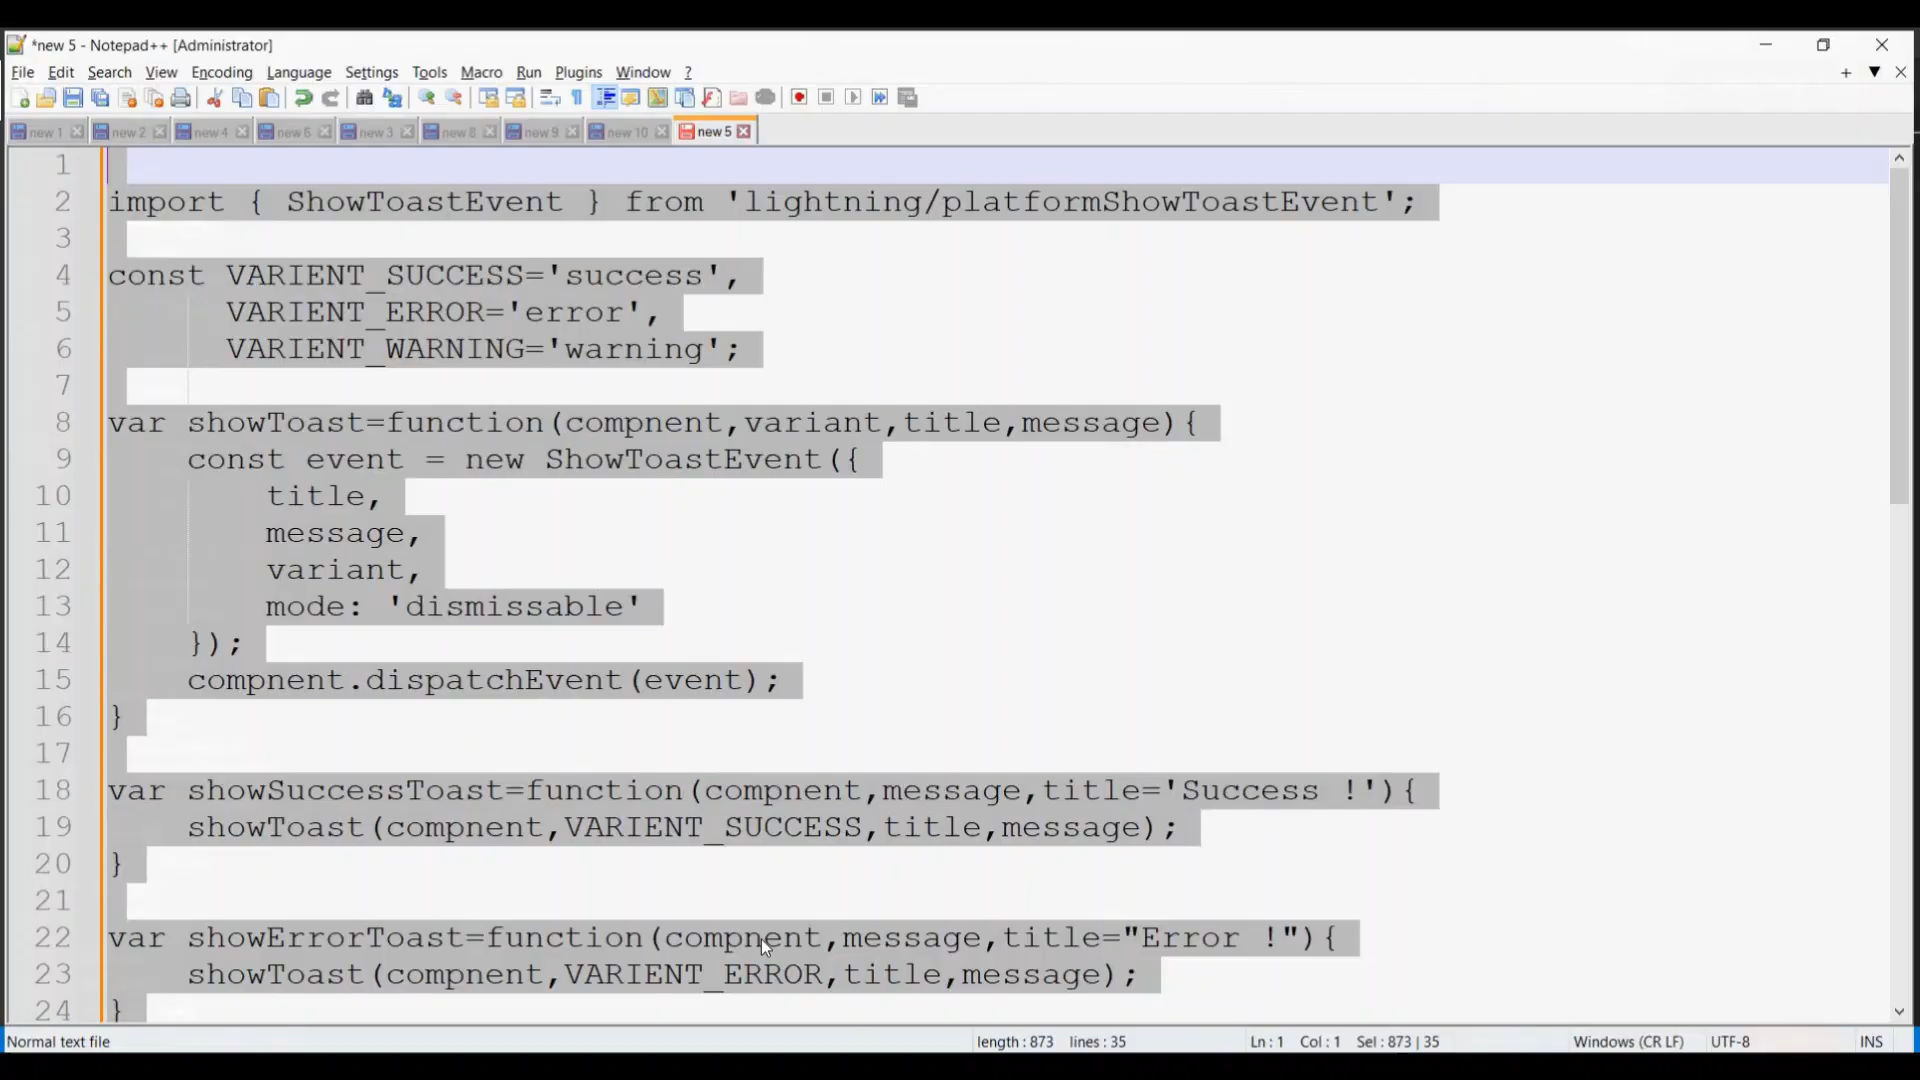 *new 5 - Notepad++ [Administrator]
File Edit Search View Encoding Language Settings Tools Macro Run Plugins Window ?
new 1 new 2 new 4 new 6 new 3 new 8 new 9 new 10 new 5
1
2 import { ShowToastEvent } from 'lightning/platformShowToastEvent';
3
4 const VARIENT_SUCCESS='success',
5 VARIENT_ERROR='error',
6 VARIENT_WARNING='warning';
7
8 var showToast=function(compnent,variant,title,message){
9 const event = new ShowToastEvent({
10 title,
11 message,
12 variant,
13 mode: 'dismissable'
14 });
15 compnent.dispatchEvent(event);
16 }
17
18 var showSuccessToast=function(compnent,message,title='Success !'){
19 showToast(compnent,VARIENT_SUCCESS,title,message);
20 }
21
22 var showErrorToast=function(compnent,message,title="Error !"){
23 showToast(compnent,VARIENT_ERROR,title,message);
24 }
Normal text file length : 873 lines : 35 Ln : 1 Col : 1 Sel : 873 | 35 Windows (CR LF) UTF-8 INS